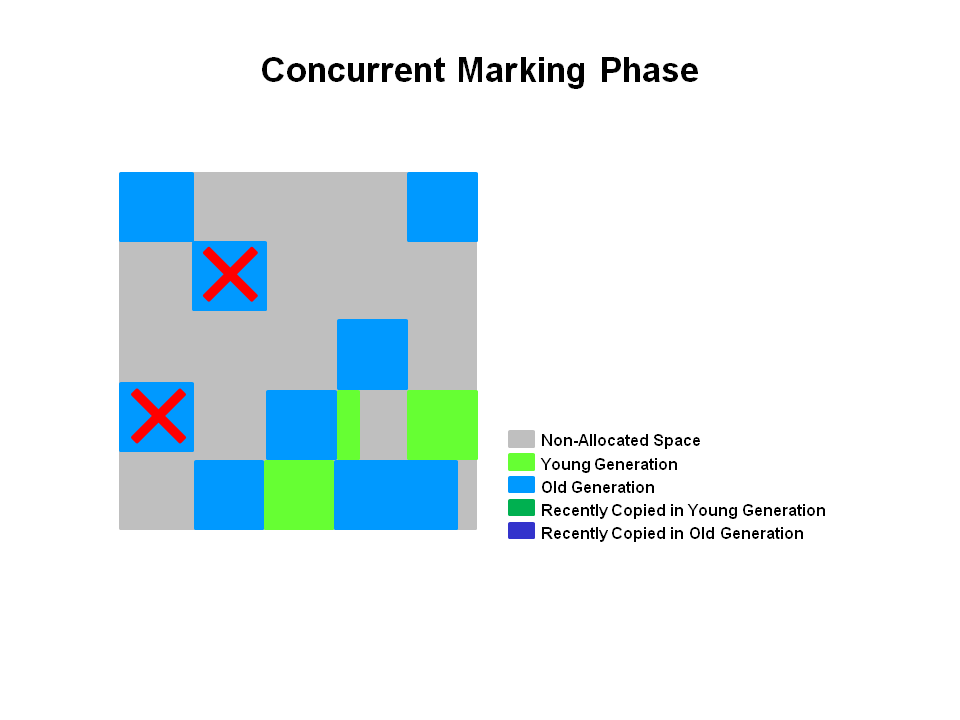 Concurrent Marking Phase
Non-Allocated Space
Young Generation
Old Generation
Recently Copied in Young Generation
Recently Copied in Old Generation